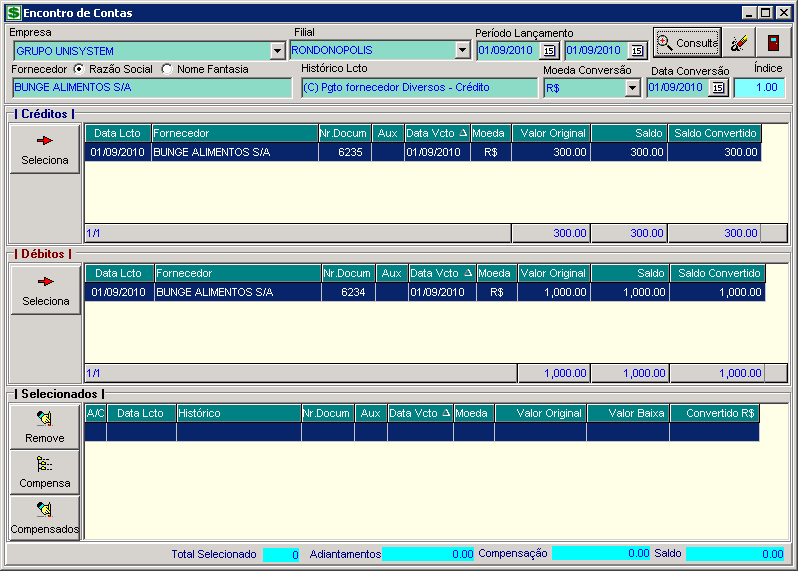 Encontro de Contas
Empresa Filial Período Lançamento
GRUPO UNISYSTEM RONDONOPOLIS 01/09/2010 15 01/09/2010 15 Consulta
Fornecedor Razão Social Nome Fantasia Histórico Lcto Moeda Conversão Data Conversão Índice
BUNGE ALIMENTOS S/A (C) Pgto fornecedor Diversos - Crédito R$ 01/09/2010 15 1.00
Créditos
Seleciona
Data Lcto Fornecedor Nr.Docum Aux Data Vcto Moeda Valor Original Saldo Saldo Convertido
01/09/2010 BUNGE ALIMENTOS S/A 6235 01/09/2010 R$ 300.00 300.00 300.00
1/1 300.00 300.00 300.00
Débitos
Seleciona
Data Lcto Fornecedor Nr.Docum Aux Data Vcto Moeda Valor Original Saldo Saldo Convertido
01/09/2010 BUNGE ALIMENTOS S/A 6234 01/09/2010 R$ 1,000.00 1,000.00 1,000.00
1/1 1,000.00 1,000.00 1,000.00
Selecionados
Remove
Compensa
Compensados
A/C Data Lcto Histórico Nr.Docum Aux Data Vcto Moeda Valor Original Valor Baixa Convertido R$
Total Selecionado 0 Adiantamentos 0.00 Compensação 0.00 Saldo 0.00